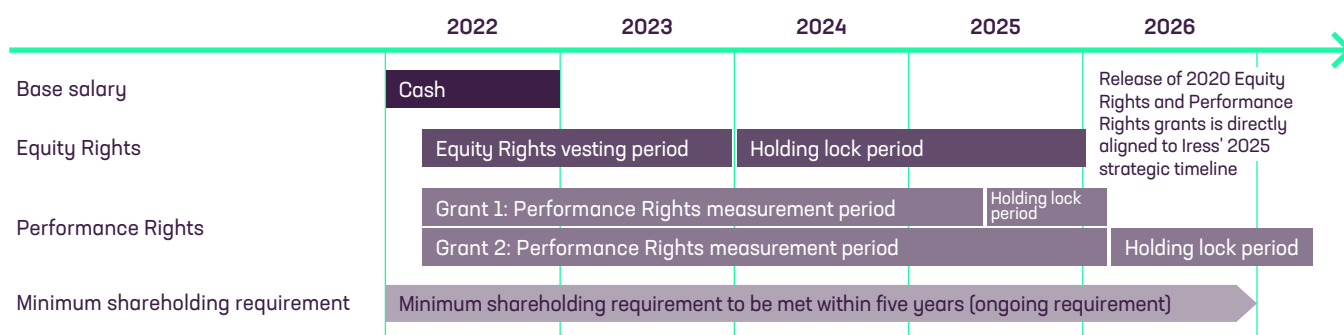 2022 2023 2024 2025 2026
Base salary
Cash
Release of 2020 Equity
Rights and Performance
Rights grants is directly
aligned to Iress' 2025
strategic timeline
Equity Rights
Equity Rights vesting period
Holding lock period
Performance Rights
Grant 1: Performance Rights measurement period
Holding lock
period
Grant 2: Performance Rights measurement period
Holding lock period
Minimum shareholding requirement
Minimum shareholding requirement to be met within five years (ongoing requirement)